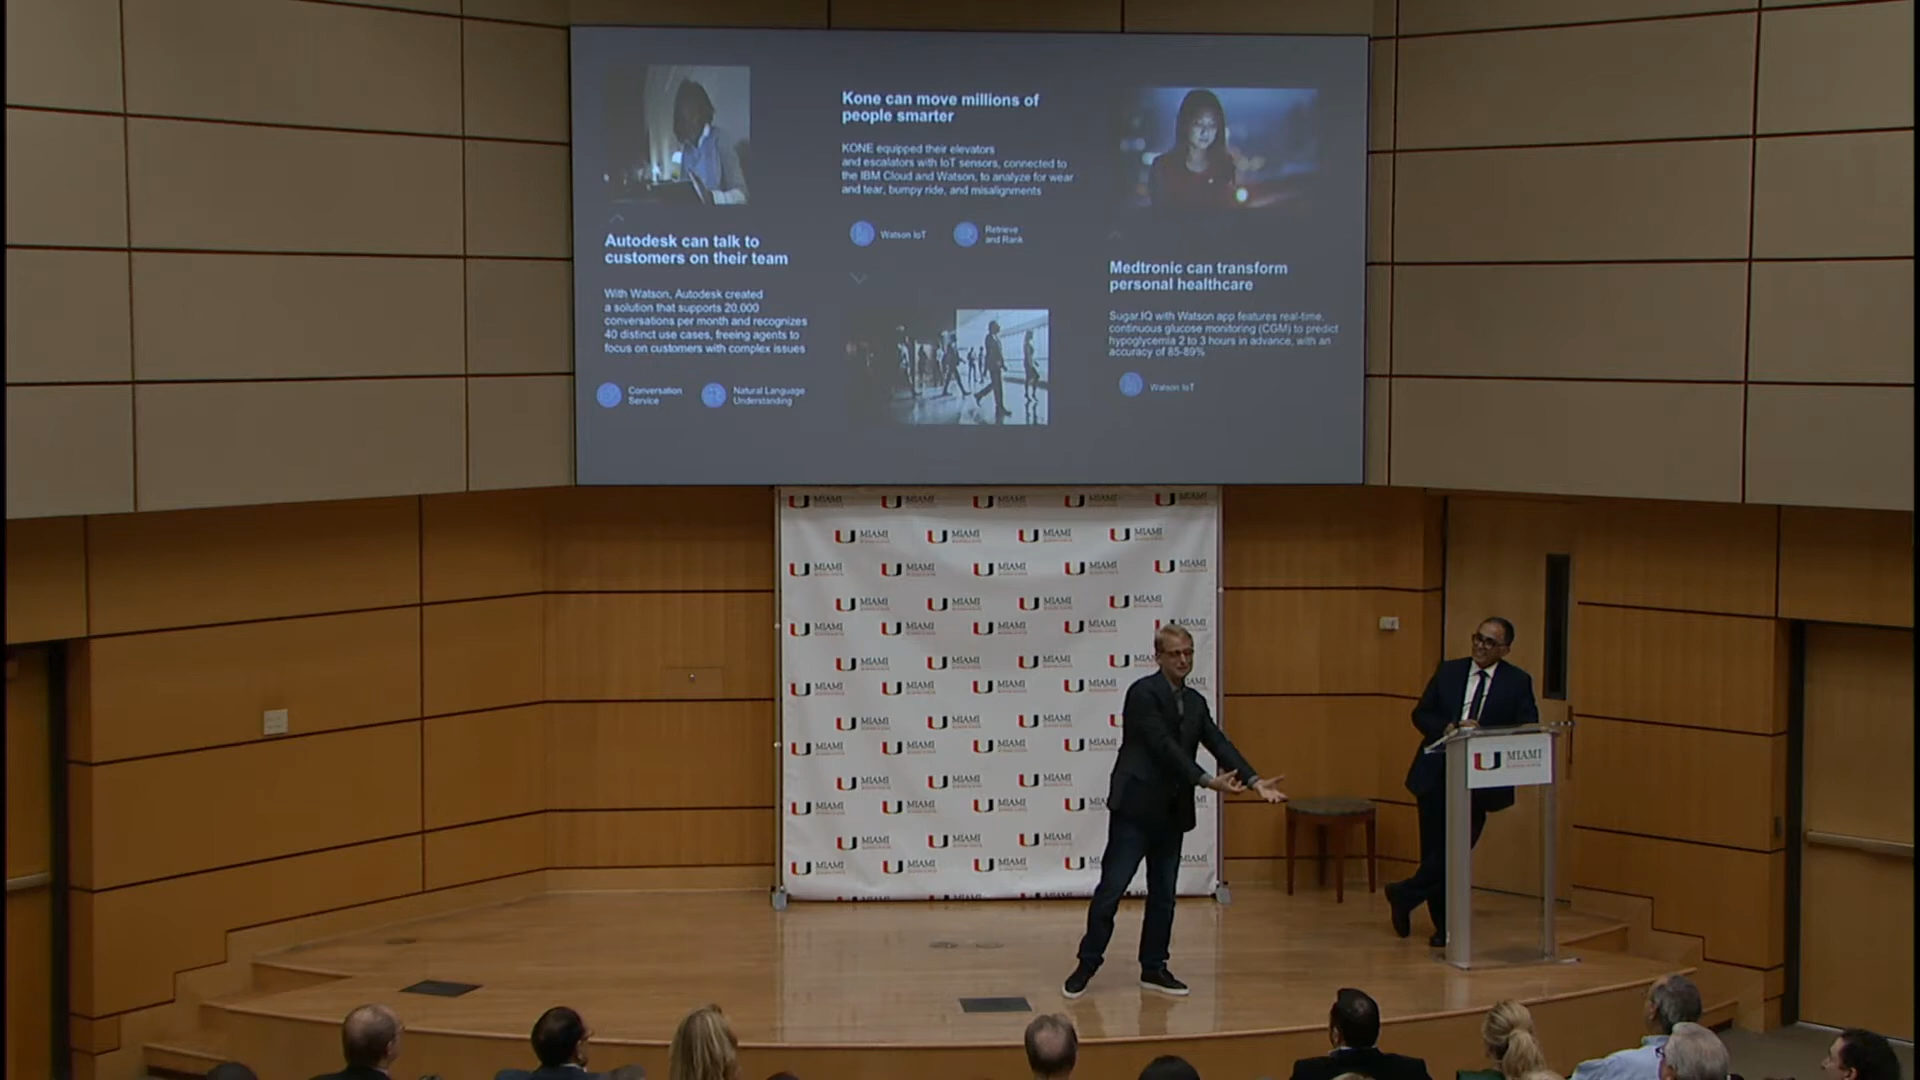 Autodesk can talk to
customers on their team
With Watson, Autodesk created
a solution that supports 20,000
conversations per month and recognizes
40 distinct use cases, freeing agents to
focus on customers with complex issues
Conversation
Service
Natural Language
Understanding
Kone can move millions of
people smarter
KONE equipped their elevators
and escalators with IoT sensors, connected to
the IBM Cloud and Watson, to analyze for wear
and tear, bumpy ride, and misalignments
Watson IoT
Retrieve
and Rank
Medtronic can transform
personal healthcare
Sugar.IQ with Watson app features real-time,
continuous glucose monitoring (CGM) to predict
hypoglycemia 2 to 3 hours in advance, with an
accuracy of 85-89%
Watson IoT
U MIAMI
U MIAMI